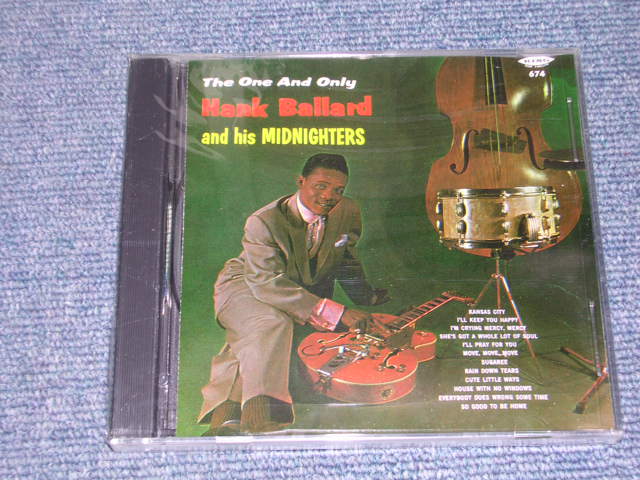 The One And Only
KING
674
Hank Ballard
and his MIDNIGHTERS
KANSAS CITY
I'LL KEEP YOU HAPPY
I'M CRYING MERCY, MERCY
SHE'S GOT A WHOLE LOT OF SOUL
I'LL PRAY FOR YOU
MOVE, MOVE, MOVE
SUGAREE
RAIN DOWN TEARS
CUTE LITTLE WAYS
HOUSE WITH NO WINDOWS
EVERYBODY DOES WRONG SOME TIME
SO GOOD TO BE HOME